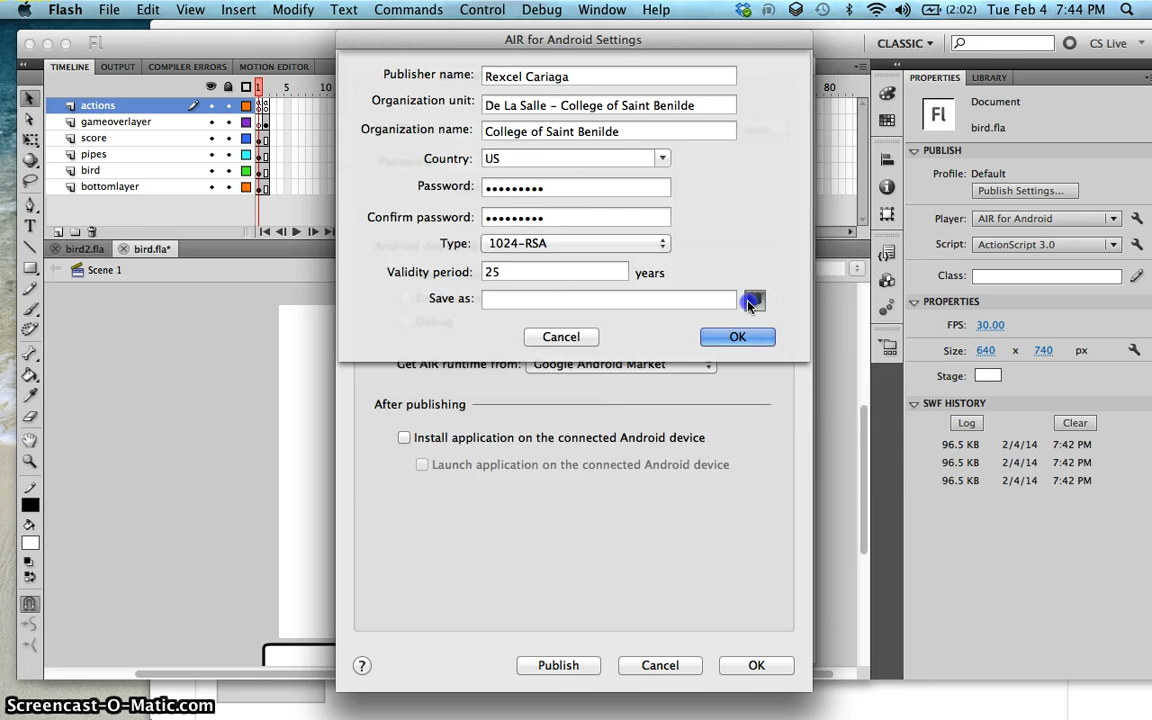 Flash File Edit View Insert Modify Text Commands Control Debug Window Help (2:02) Tue Feb 4 7:44 PM
Fl CLASSIC CS Live
AIR for Android Settings
TIMELINE OUTPUT COMPILER ERRORS MOTION EDITOR
1 5 10 80
actions
gameoverlayer
score
pipes
bird
bottomlayer
bird2.fla bird.fla*
Scene 1
Publisher name: Rexcel Cariaga
Organization unit: De La Salle - College of Saint Benilde
Organization name: College of Saint Benilde
Country: US
Password: •••••••••
Confirm password: •••••••••
Type: 1024-RSA
Validity period: 25 years
Save as:
Cancel OK
Get AIR runtime from: Google Android Market
After publishing
Install application on the connected Android device
Launch application on the connected Android device
? Publish Cancel OK
PROPERTIES LIBRARY
Fl Document
bird.fla
PUBLISH
Profile: Default
Publish Settings...
Player: AIR for Android
Script: ActionScript 3.0
Class:
PROPERTIES
FPS: 30.00
Size: 640 x 740 px
Stage:
SWF HISTORY
Log Clear
96.5 KB 2/4/14 7:42 PM
96.5 KB 2/4/14 7:42 PM
96.5 KB 2/4/14 7:42 PM
Screencast-O-Matic.com